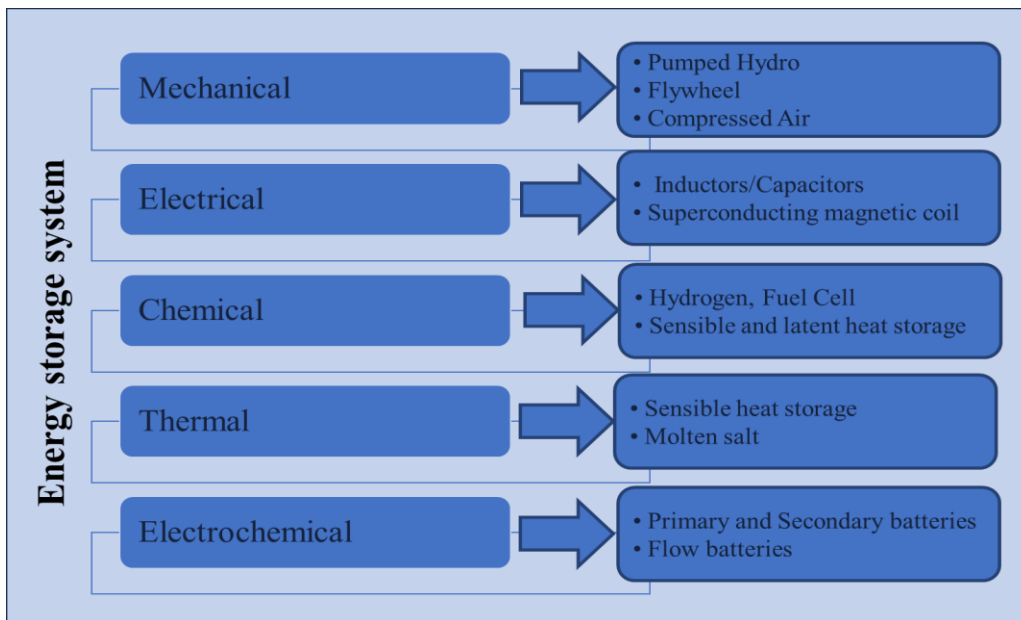 Energy storage system
Mechanical
• Pumped Hydro
• Flywheel
• Compressed Air
Electrical
• Inductors/Capacitors
• Superconducting magnetic coil
Chemical
• Hydrogen, Fuel Cell
• Sensible and latent heat storage
Thermal
• Sensible heat storage
• Molten salt
Electrochemical
• Primary and Secondary batteries
• Flow batteries